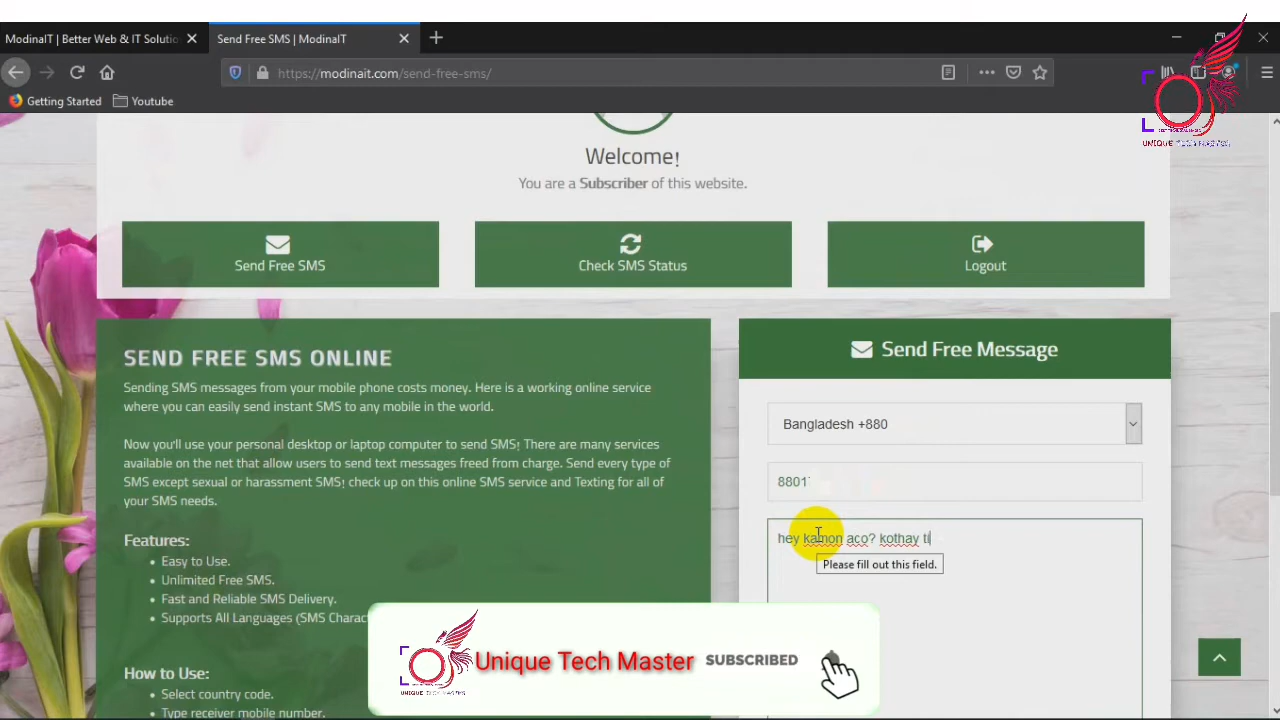 ModinaIT | Better Web & IT Solutio
Send Free SMS | ModinaIT
https://modinait.com/send-free-sms/
Getting Started
Youtube
UNIQUE TECH MASTER
Welcome!
You are a Subscriber of this website.
Send Free SMS
Check SMS Status
Logout
SEND FREE SMS ONLINE
Sending SMS messages from your mobile phone costs money. Here is a working online service
where you can easily send instant SMS to any mobile in the world.
Now you'll use your personal desktop or laptop computer to send SMS! There are many services
available on the net that allow users to send text messages freed from charge. Send every type of
SMS except sexual or harassment SMS! check up on this online SMS service and Texting for all of
your SMS needs.
Features:
Easy to Use.
Unlimited Free SMS.
Fast and Reliable SMS Delivery.
Supports All Languages (SMS Charac
How to Use:
Select country code.
Type receiver mobile number.
Send Free Message
Bangladesh +880
8801
hey kamon aco? kothay ti
Please fill out this field.
Unique Tech Master
SUBSCRIBED